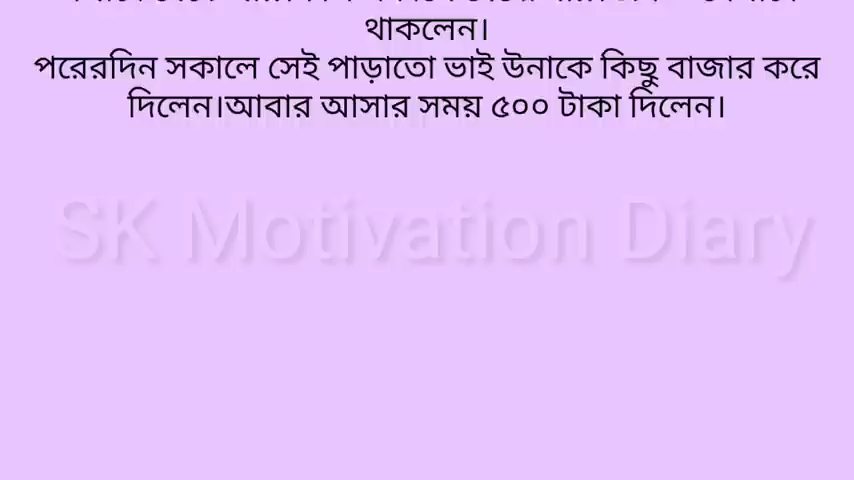 থাকলেন।
পরেরদিন সকালে সেই পাড়াতো ভাই উনাকে কিছু বাজার করে
দিলেন।আবার আসার সময় ৫০০ টাকা দিলেন।
SK Motivation Diary